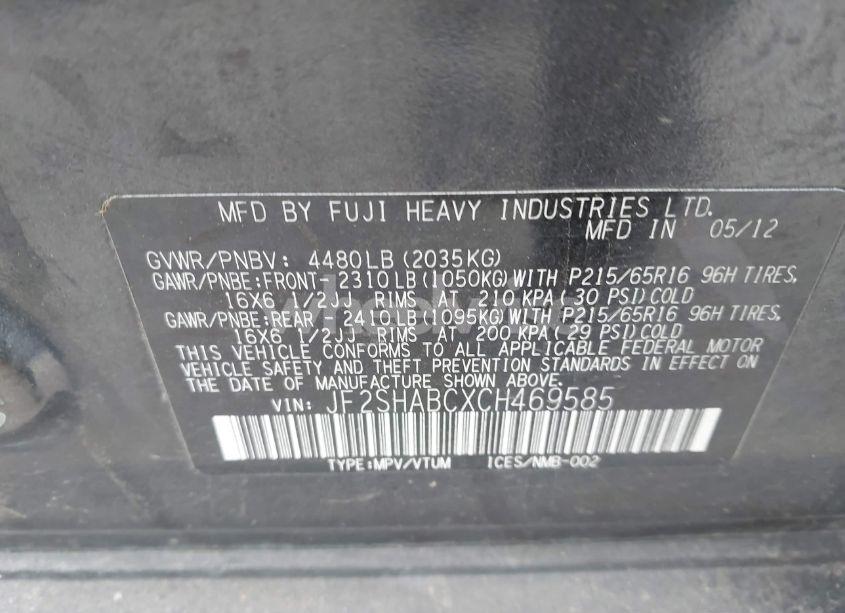 MFD BY FUJI HEAVY INDUSTRIES LTD.
MFD IN 05/12
GVWR/PNBV: 4480LB(2035KG)
GAWR/PNBE:FRONT-2310LB(1050KG)WITH P215/65R16 96H TIRES,
16X6 1/2JJ RIMS AT 210KPA(30 PSI)COLD
GAWR/PNBE:REAR -2410LB(1095KG)WITH P215/65R16 96H TIRES,
16X6 1/2JJ RIMS AT 200KPA(29 PSI)COLD
THIS VEHICLE CONFORMS TO ALL APPLICABLE FEDERAL MOTOR
VEHICLE SAFETY AND THEFT PREVENTION STANDARDS IN EFFECT ON
THE DATE OF MANUFACTURE SHOWN ABOVE.
VIN: JF2SHABCXCH469585
TYPE:MPV/VTUM ICES/NMB-002